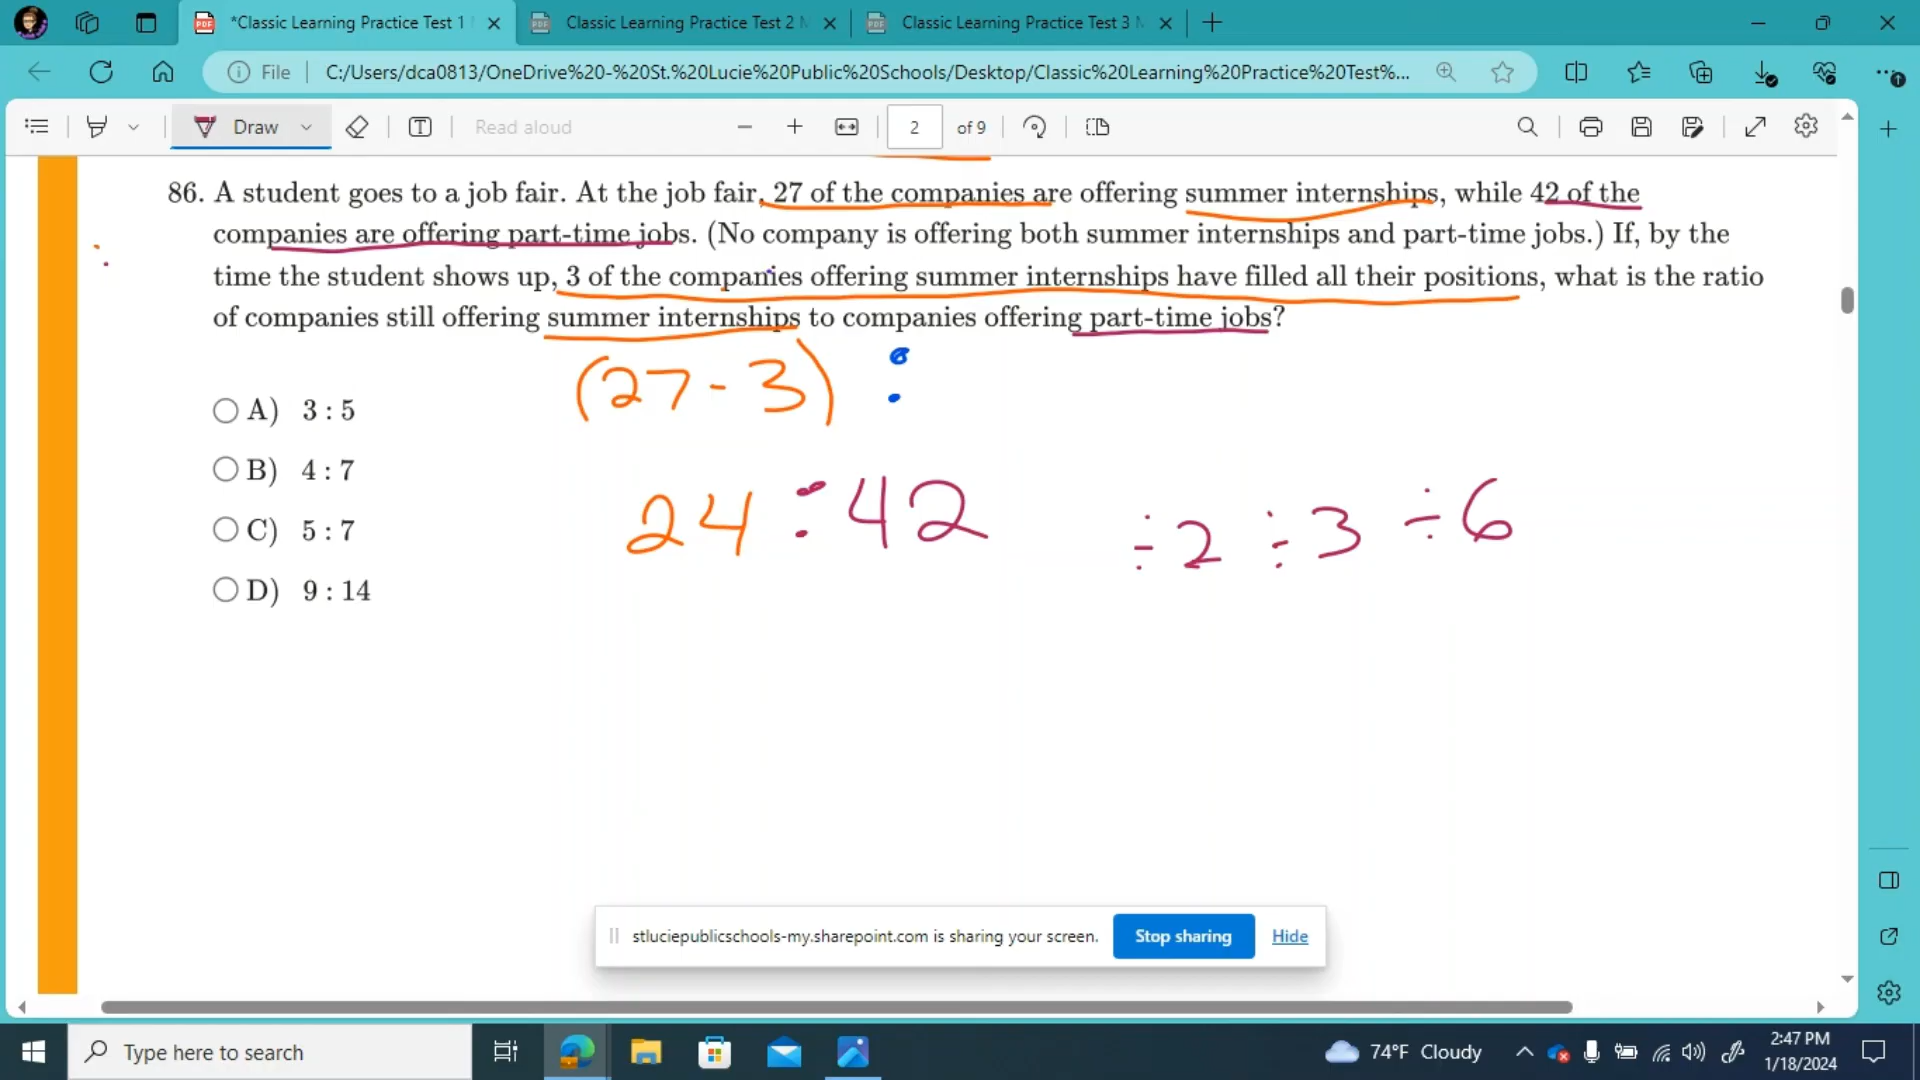 *Classic Learning Practice Test 1
Classic Learning Practice Test 2 M
Classic Learning Practice Test 3 M
File
C:/Users/dca0813/OneDrive%20-%20St.%20Lucie%20Public%20Schools/Desktop/Classic%20Learning%20Practice%20Test%...
Draw
T
Read aloud
2
of 9
86. A student goes to a job fair. At the job fair, 27 of the companies are offering summer internships, while 42 of the
companies are offering part-time jobs. (No company is offering both summer internships and part-time jobs.) If, by the
time the student shows up, 3 of the companies offering summer internships have filled all their positions, what is the ratio
of companies still offering summer internships to companies offering part-time jobs?
(27-3) :
A) 3 : 5
B) 4 : 7
24 : 42 ÷2 ÷3 ÷6
C) 5 : 7
D) 9 : 14
stluciepublicschools-my.sharepoint.com is sharing your screen.
Stop sharing
Hide
Type here to search
74°F Cloudy
2:47 PM
1/18/2024